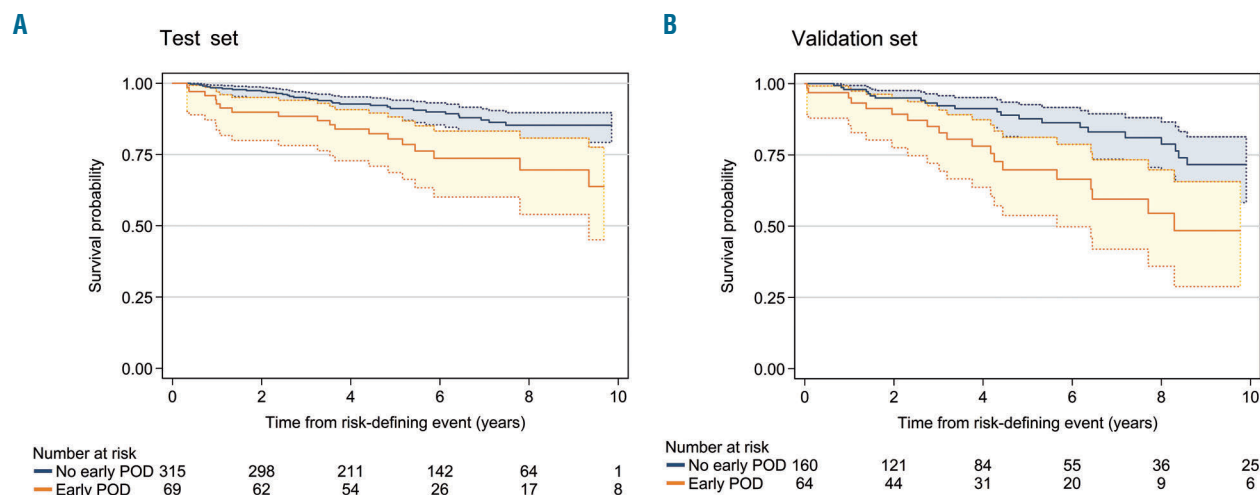 A
Test set
1.00
0.75
0.50
0.25
0.00
Survival probability
0 2 4 6 8 10
Time from risk-defining event (years)
Number at risk
No early POD 315 298 211 142 64 1
Early POD 69 62 54 26 17 8
B
Validation set
1.00
0.75
0.50
0.25
0.00
Survival probability
0 2 4 6 8 10
Time from risk-defining event (years)
Number at risk
No early POD 160 121 84 55 36 25
Early POD 64 44 31 20 9 6